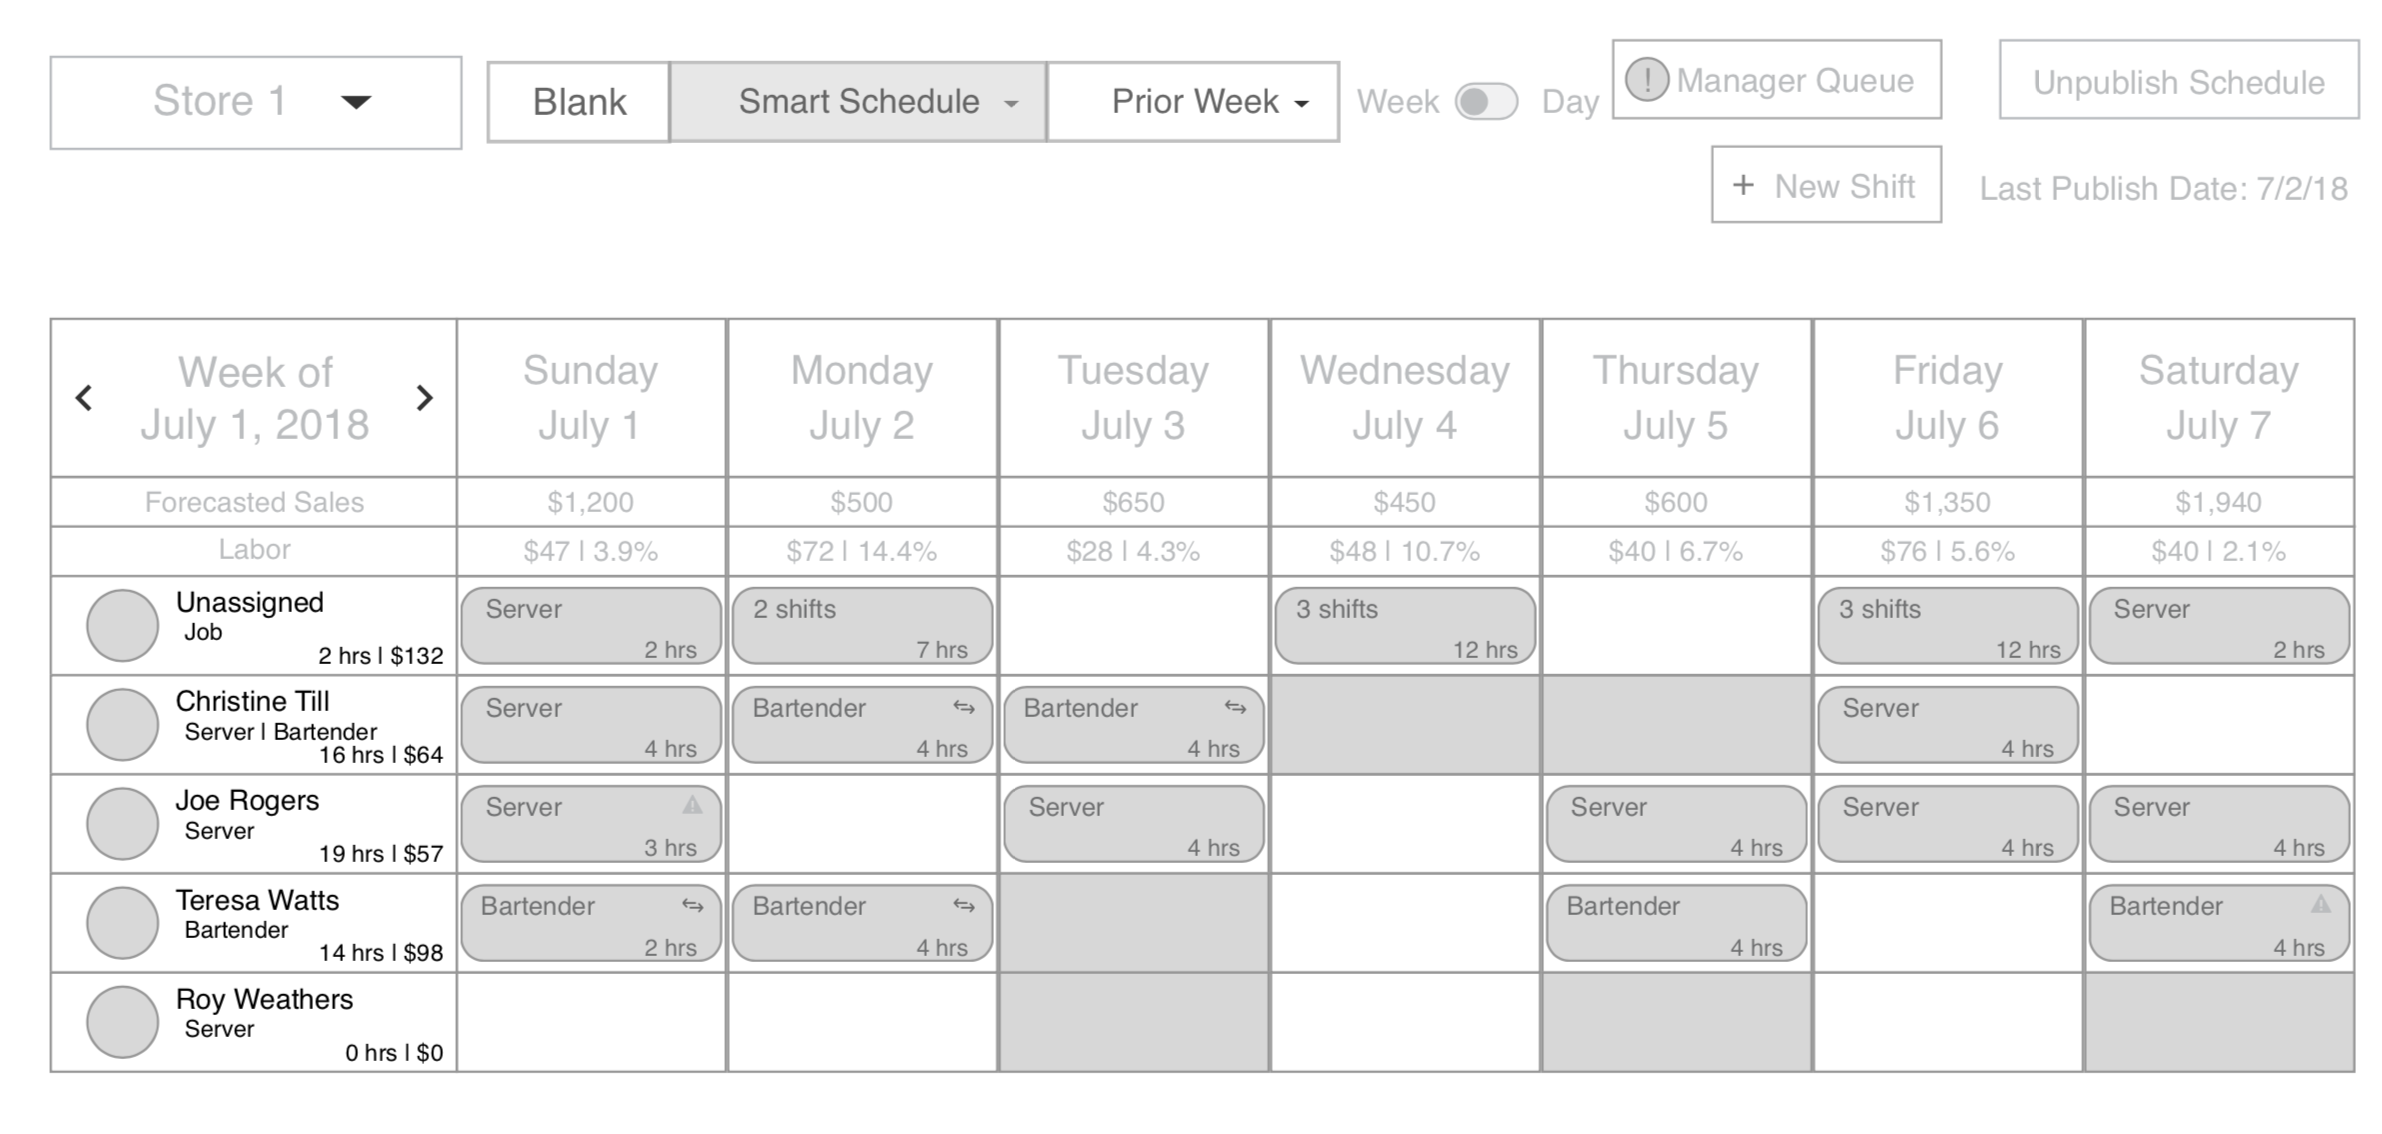 Store 1
Blank
Smart Schedule
Prior Week
Week
Day
! Manager Queue
Unpublish Schedule
+ New Shift
Last Publish Date: 7/2/18
Week of
July 1, 2018
Sunday
July 1
Monday
July 2
Tuesday
July 3
Wednesday
July 4
Thursday
July 5
Friday
July 6
Saturday
July 7
Forecasted Sales
$1,200
$500
$650
$450
$600
$1,350
$1,940
Labor
$47 | 3.9%
$72 | 14.4%
$28 | 4.3%
$48 | 10.7%
$40 | 6.7%
$76 | 5.6%
$40 | 2.1%
Unassigned
Job
2 hrs | $132
Server
2 hrs
2 shifts
7 hrs
3 shifts
12 hrs
3 shifts
12 hrs
Server
2 hrs
Christine Till
Server | Bartender
16 hrs | $64
Server
4 hrs
Bartender
4 hrs
Bartender
4 hrs
Server
4 hrs
Joe Rogers
Server
19 hrs | $57
Server
3 hrs
Server
4 hrs
Server
4 hrs
Server
4 hrs
Server
4 hrs
Teresa Watts
Bartender
14 hrs | $98
Bartender
2 hrs
Bartender
4 hrs
Bartender
4 hrs
Bartender
4 hrs
Roy Weathers
Server
0 hrs | $0